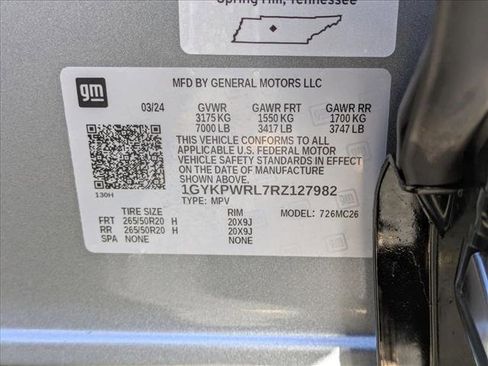 Spring Hill, Tennessee
gm
MFD BY GENERAL MOTORS LLC
03/24 GVWR GAWR FRT GAWR RR
3175 KG 1550 KG 1700 KG
7000 LB 3417 LB 3747 LB
THIS VEHICLE CONFORMS TO ALL
APPLICABLE U.S. FEDERAL MOTOR
VEHICLE SAFETY STANDARDS IN EFFECT
ON THE DATE OF MANUFACTURE
SHOWN ABOVE.
130H
1GYKPWRL7RZ127982
TYPE: MPV
TIRE SIZE RIM MODEL: 726MC26
FRT 265/50R20 H 20X9J
RR 265/50R20 H 20X9J
SPA NONE NONE